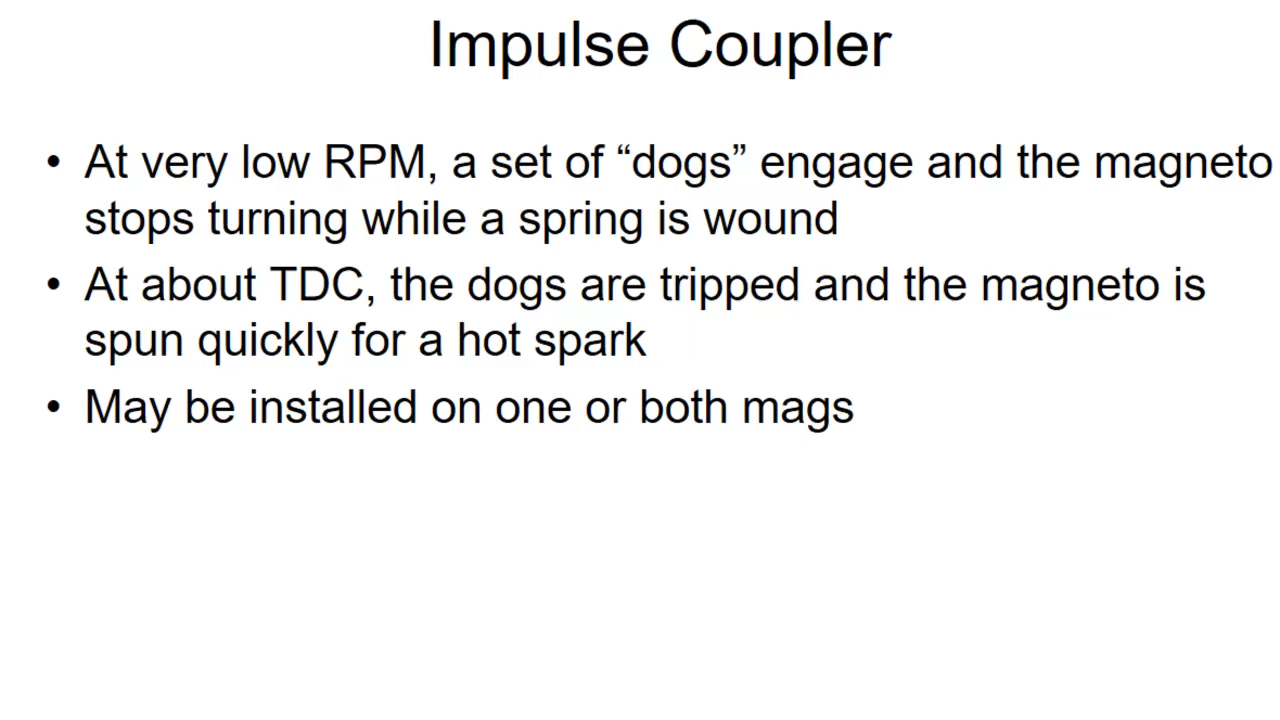 Impulse Coupler
• At very low RPM, a set of “dogs” engage and the magneto
stops turning while a spring is wound
• At about TDC, the dogs are tripped and the magneto is
spun quickly for a hot spark
• May be installed on one or both mags